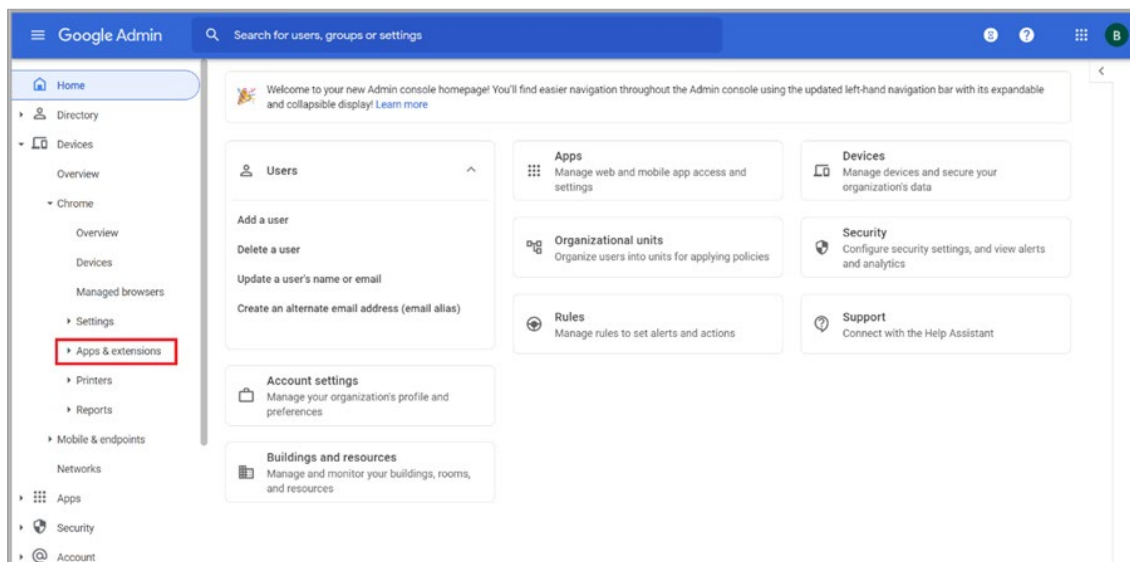 Google Admin
Search for users, groups or settings
B
Home
Directory
Devices
Overview
Chrome
Overview
Devices
Managed browsers
Settings
Apps & extensions
Printers
Reports
Mobile & endpoints
Networks
Apps
Security
Account
Welcome to your new Admin console homepage! You'll find easier navigation throughout the Admin console using the updated left-hand navigation bar with its expandable
and collapsible display! Learn more
Users
Add a user
Delete a user
Update a user's name or email
Create an alternate email address (email alias)
Account settings
Manage your organization's profile and
preferences
Buildings and resources
Manage and monitor your buildings, rooms,
and resources
Apps
Manage web and mobile app access and
settings
Organizational units
Organize users into units for applying policies
Rules
Manage rules to set alerts and actions
Devices
Manage devices and secure your
organization's data
Security
Configure security settings, and view alerts
and analytics
Support
Connect with the Help Assistant